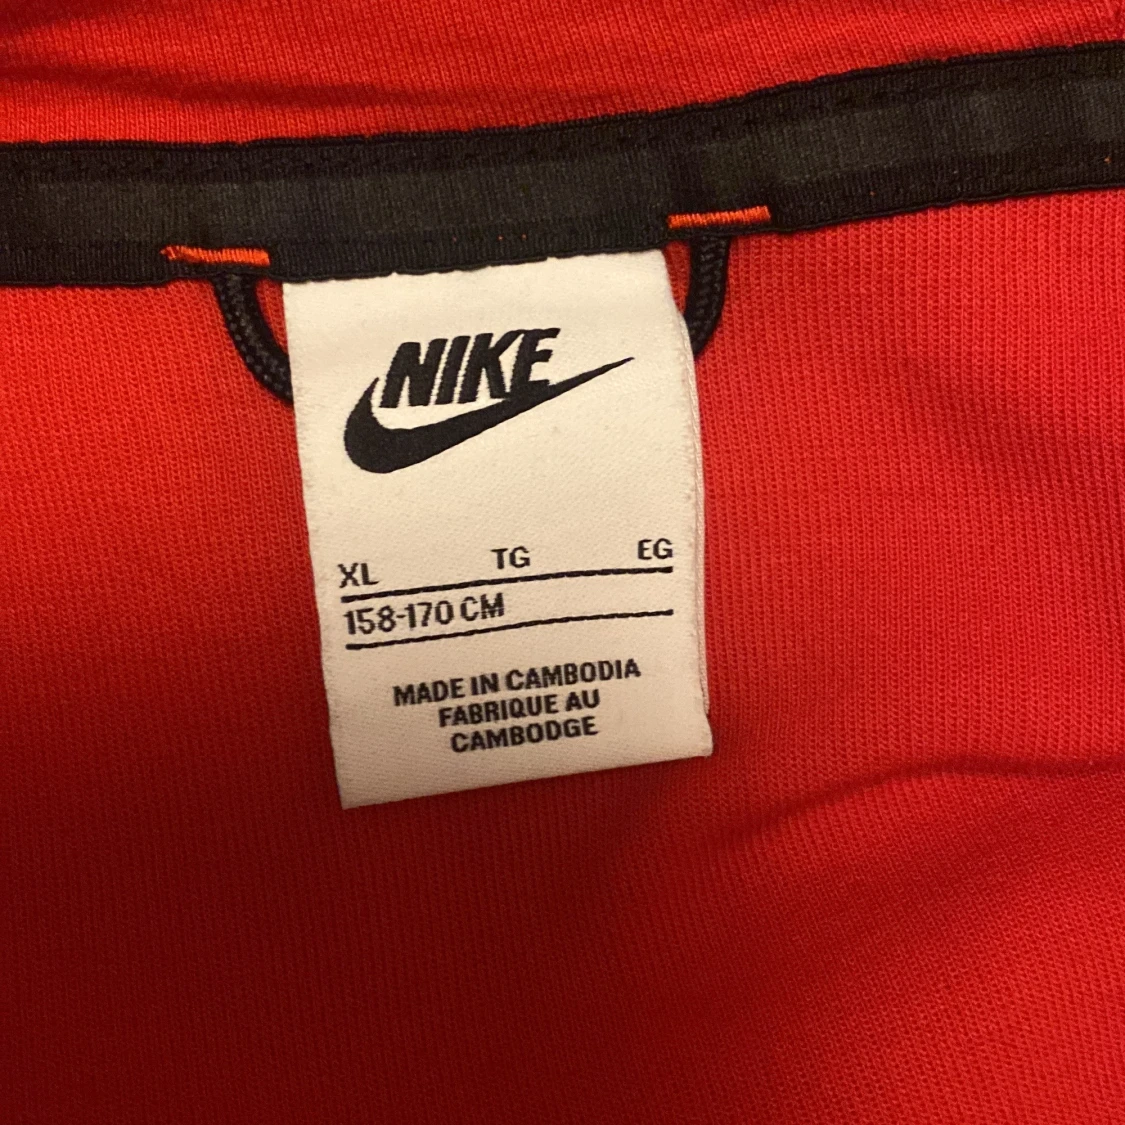 NIKE
XL TG EG
158-170 CM
MADE IN CAMBODIA
FABRIQUE AU
CAMBODGE